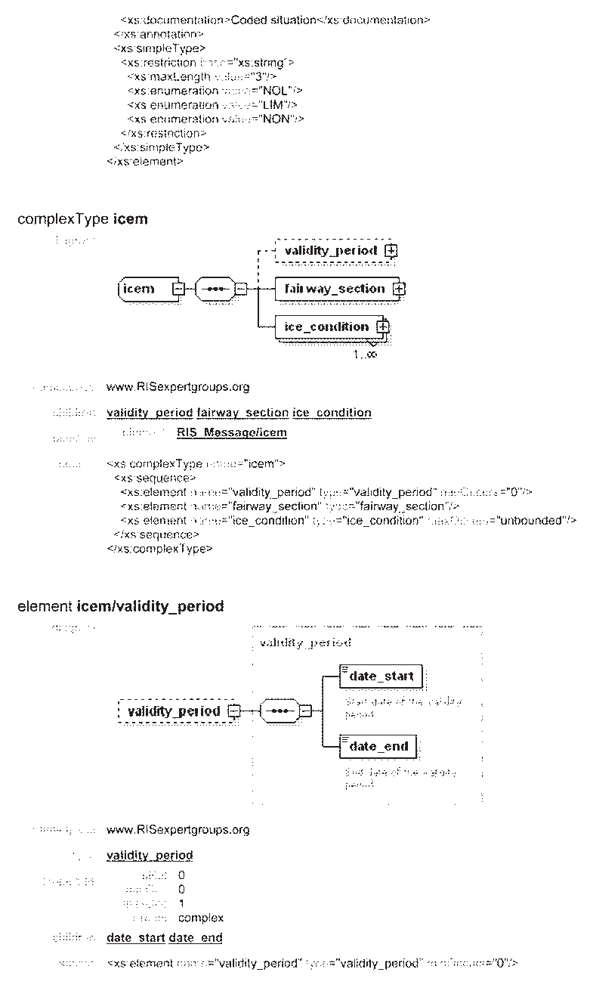 <xs:documentation>Coded situation</xs:documentation>
</xs:annotation>
<xs:simpleType>
<xs:restriction base="xs:string">
<xs:maxLength value="3"/>
<xs:enumeration value="NOL"/>
<xs:enumeration value="LIM"/>
<xs:enumeration value="NON"/>
</xs:restriction>
</xs:simpleType>
</xs:element>
complexType icem
diagram
validity_period
icem
fairway_section
ice_condition
1..∞
namespace www.RISexpertgroups.org
children validity_period fairway_section ice_condition
used by element RIS_Message/icem
source <xs:complexType name="icem">
<xs:sequence>
<xs:element name="validity_period" type="validity_period" minOccurs="0"/>
<xs:element name="fairway_section" type="fairway_section"/>
<xs:element name="ice_condition" type="ice_condition" maxOccurs="unbounded"/>
</xs:sequence>
</xs:complexType>
element icem/validity_period
diagram
validity_period
date_start
Start date of the validity
period
validity_period
date_end
End date of the validity
period
namespace www.RISexpertgroups.org
type validity_period
properties
0
0
1
complex
children date_start date_end
source <xs:element name="validity_period" type="validity_period" minOccurs="0"/>